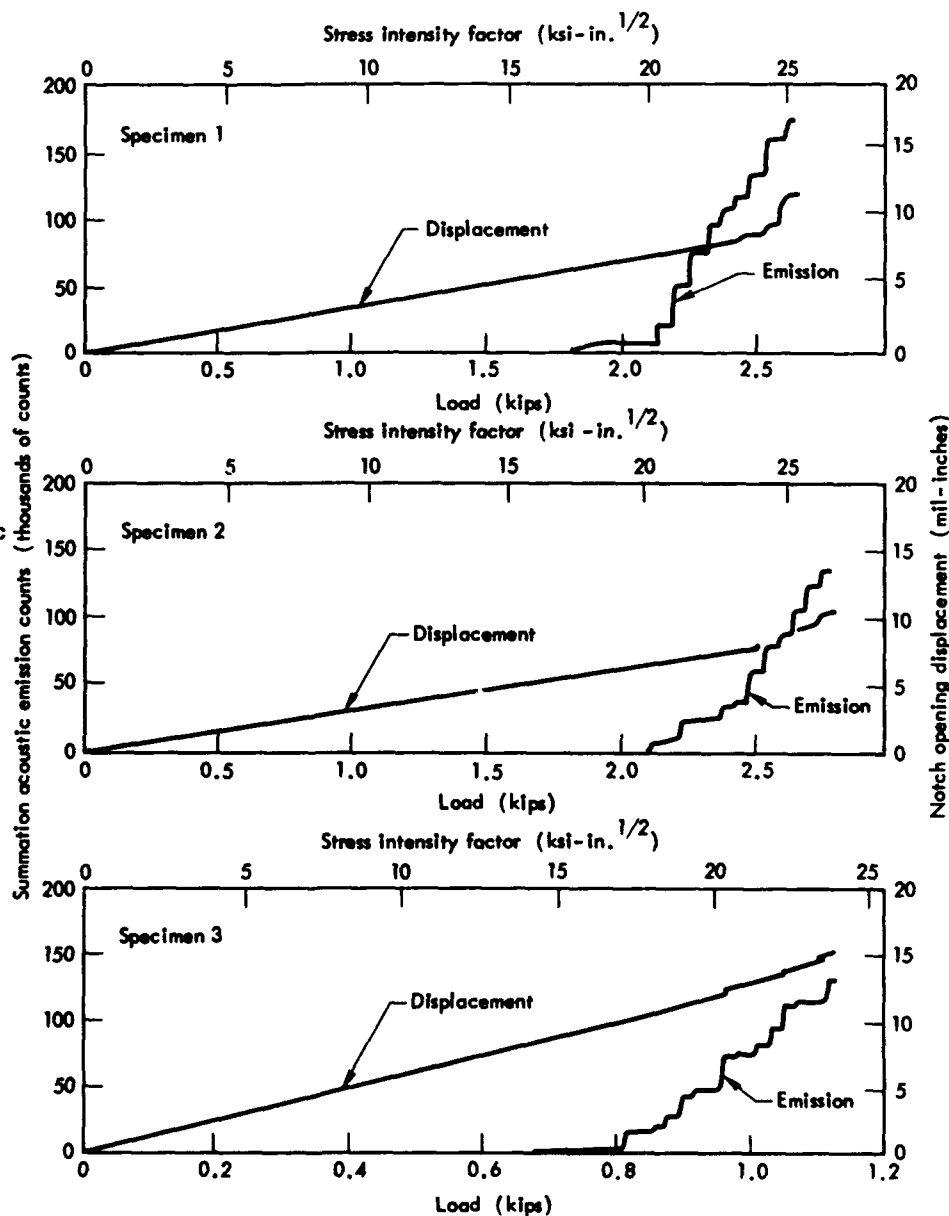 Stress intensity factor (ksi-in.^1/2)
0 5 10 15 20 25
200 150 100 50 0
20 15 10 5 0
Specimen 1
Displacement
Emission
0 0.5 1.0 1.5 2.0 2.5
Load (kips)
Stress intensity factor (ksi-in.^1/2)
0 5 10 15 20 25
200 150 100 50 0
20 15 10 5 0
Specimen 2
Displacement
Emission
0 0.5 1.0 1.5 2.0 2.5
Load (kips)
Stress intensity factor (ksi-in.^1/2)
0 5 10 15 20 25
200 150 100 50 0
20 15 10 5 0
Specimen 3
Displacement
Emission
0 0.2 0.4 0.6 0.8 1.0 1.2
Load (kips)
Summation acoustic emission counts (thousands of counts)
Notch opening displacement (mil-inches)